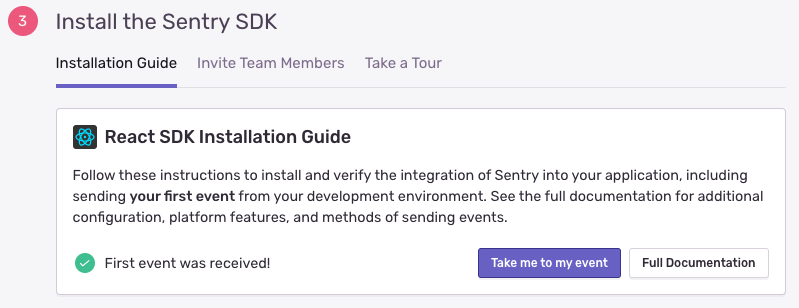 3
Install the Sentry SDK
Installation Guide Invite Team Members Take a Tour
React SDK Installation Guide
Follow these instructions to install and verify the integration of Sentry into your application, including
sending your first event from your development environment. See the full documentation for additional
configuration, platform features, and methods of sending events.
First event was received!
Take me to my event Full Documentation